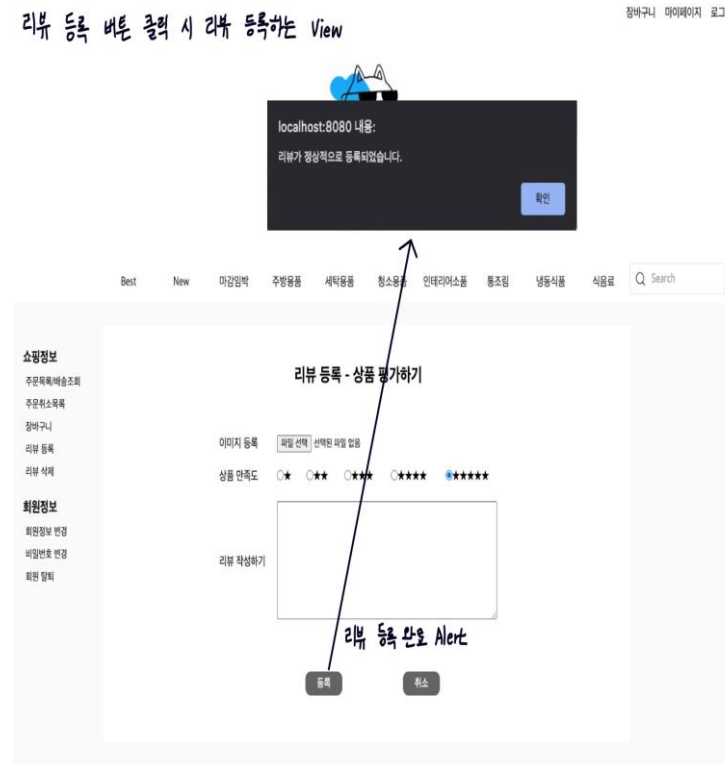 리뷰 등록 버튼 클릭 시 리뷰 등록하는 View
장바구니 마이페이지 로그
localhost:8080 내용:
리뷰가 정상적으로 등록되었습니다.
확인
Best New 마감임박 주방용품 세탁용품 청소용품 인테리어소품 통조림 냉동식품 식음료 Search
쇼핑정보
주문목록/배송조회
주문취소목록
장바구니
리뷰 등록
리뷰 삭제
회원정보
회원정보 변경
비밀번호 변경
회원 탈퇴
리뷰 등록 - 상품 평가하기
이미지 등록 파일 선택 선택된 파일 없음
상품 만족도 ★ ★★ ★★★ ★★★★ ★★★★★
리뷰 작성하기
리뷰 등록 완료 Alert
등록 취소